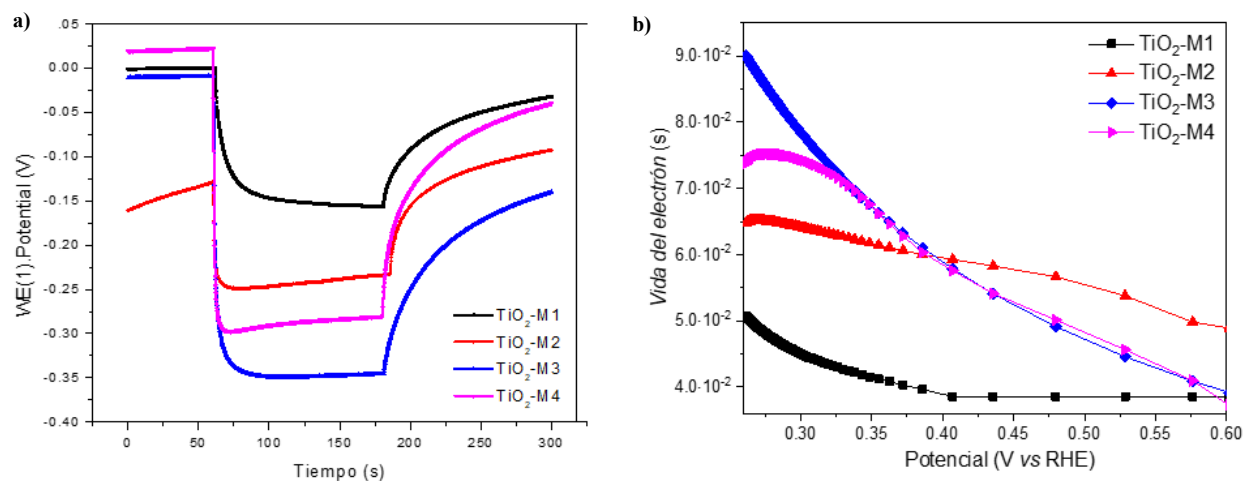 a)
WE(1).Potential (V)
.05
0.00
-0.05
-0.10
-0.15
-0.20
-0.25
-0.30
-0.35
-0.40
0
50
100
150
200
250
300
Tiempo (s)
TiO₂-M1
TiO₂-M2
TiO₂-M3
TiO₂-M4
b)
Vida del electrón (s)
9.0·10⁻²
8.0·10⁻²
7.0·10⁻²
6.0·10⁻²
5.0·10⁻²
4.0·10⁻²
0.30
0.35
0.40
0.45
0.50
0.55
0.60
Potencial (V vs RHE)
TiO₂-M1
TiO₂-M2
TiO₂-M3
TiO₂-M4